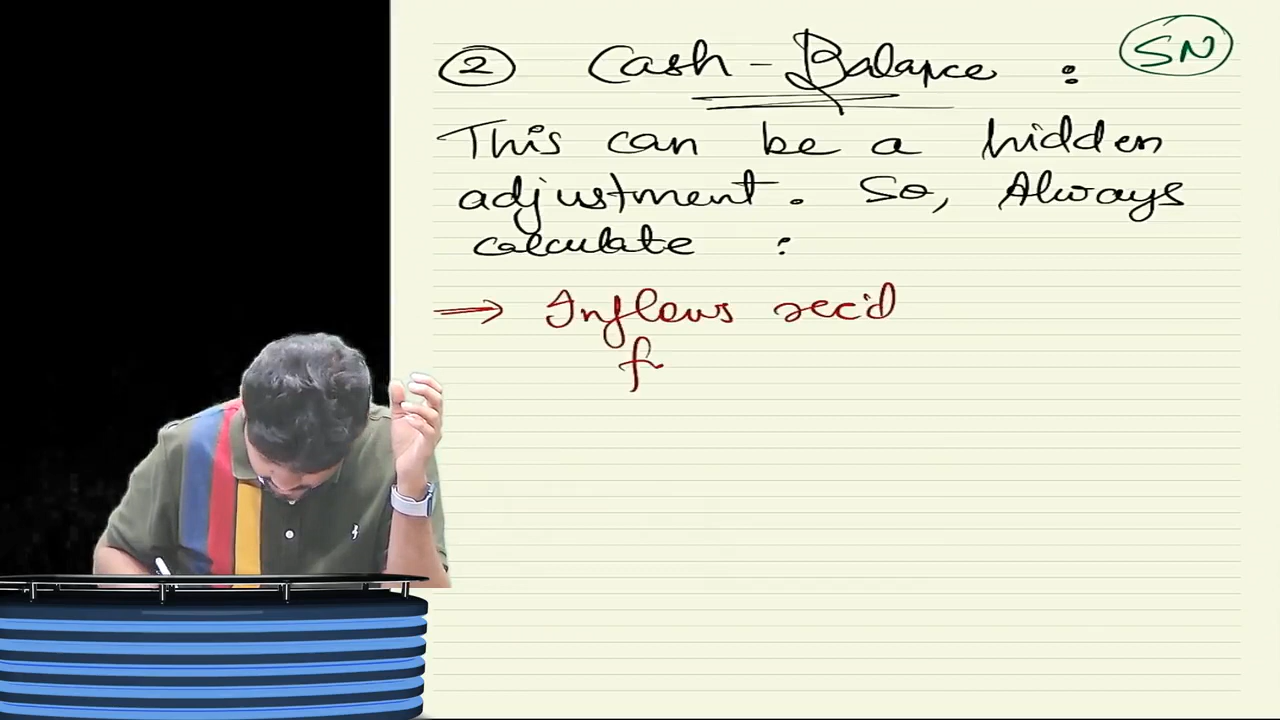 ② Cash - Balance : SN
This can be a hidden
adjustment. So, Always
calculate :
→ Inflows rec'd
f